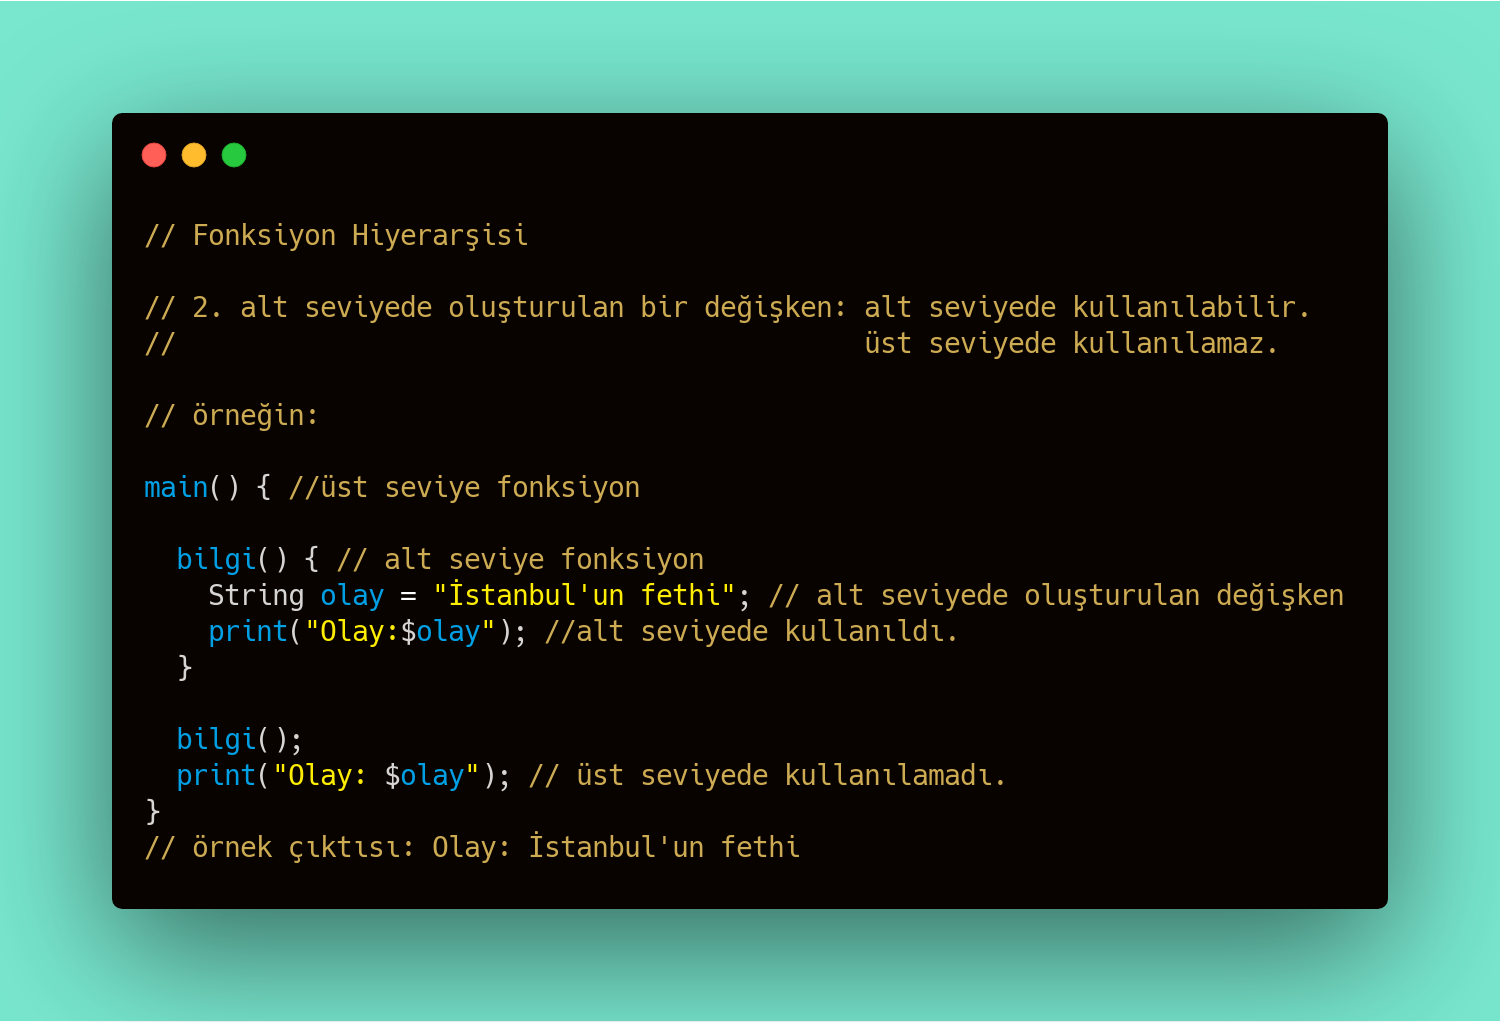 // Fonksiyon Hiyerarşisi
// 2. alt seviyede oluşturulan bir değişken: alt seviyede kullanılabilir.
// üst seviyede kullanılamaz.
// örneğin:
main() { //üst seviye fonksiyon
bilgi() { // alt seviye fonksiyon
String olay = "İstanbul'un fethi"; // alt seviyede oluşturulan değişken
print("Olay:$olay"); //alt seviyede kullanıldı.
}
bilgi();
print("Olay: $olay"); // üst seviyede kullanılamadı.
}
// örnek çıktısı: Olay: İstanbul'un fethi